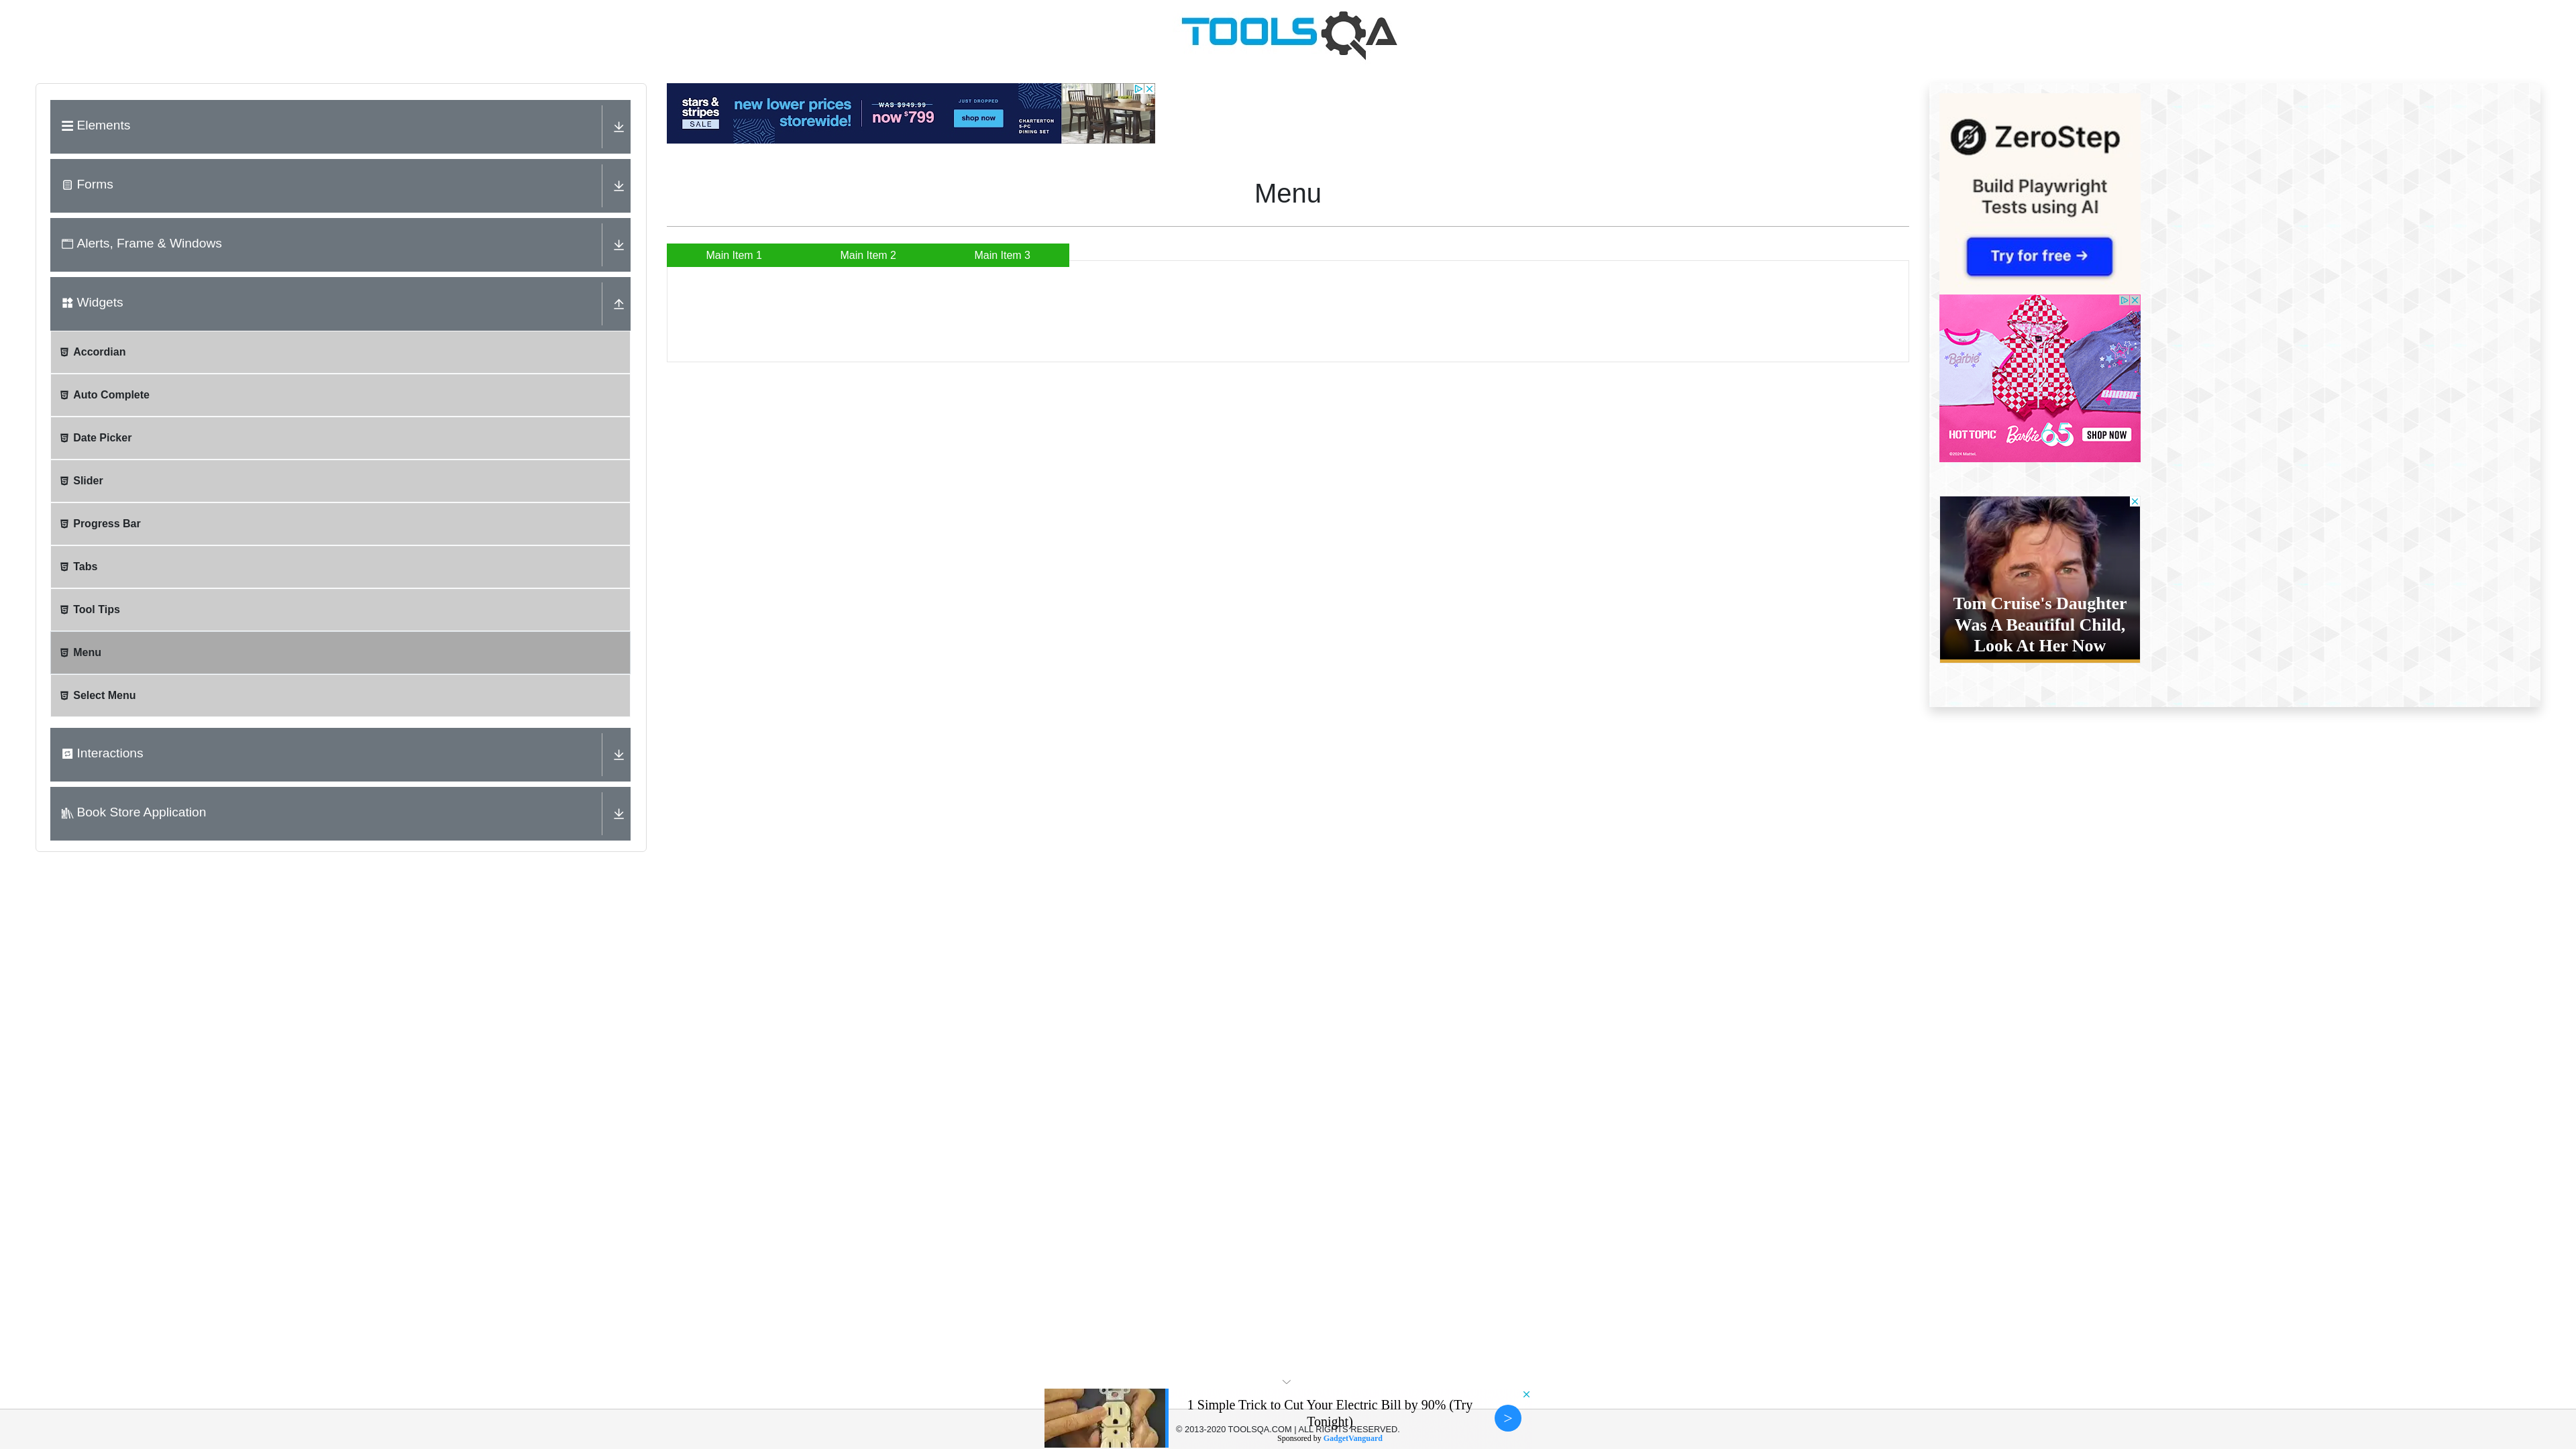 TOOLSQA
Elements
Forms
Alerts, Frame & Windows
Widgets
Accordian
Auto Complete
Date Picker
Slider
Progress Bar
Tabs
Tool Tips
Menu
Select Menu
Interactions
Book Store Application
stars &
stripes
SALE
new lower prices
storewide!
WAS $949.99
now $799
JUST DROPPED
shop now
CHARTERTON
5-PC
DINING SET
Menu
Main Item 1
Main Item 2
Main Item 3
ZeroStep
Build Playwright
Tests using AI
Try for free →
Barbie
HOT TOPIC
Barbie 65
SHOP NOW
©2024 Mattel.
Tom Cruise's Daughter
Was A Beautiful Child,
Look At Her Now
1 Simple Trick to Cut Your Electric Bill by 90% (Try
Tonight)
© 2013-2020 TOOLSQA.COM | ALL RIGHTS RESERVED.
Sponsored by GadgetVanguard
>